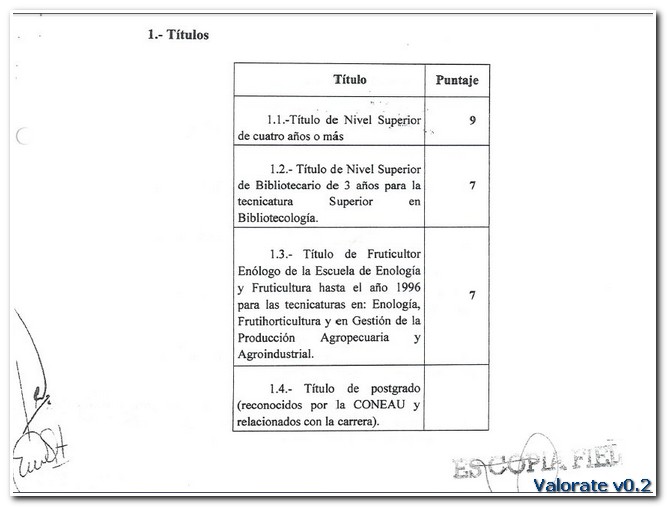 1.- Títulos
Título Puntaje
1.1.-Título de Nivel Superior
de cuatro años o más
9
1.2.- Título de Nivel Superior
de Bibliotecario de 3 años para la
tecnicatura Superior en
Bibliotecología.
7
1.3.- Título de Fruticultor
Enólogo de la Escuela de Enología
y Fruticultura hasta el año 1996
para las tecnicaturas en: Enología,
Frutihorticultura y en Gestión de la
Producción Agropecuaria y
Agroindustrial.
7
1.4.- Título de postgrado
(reconocidos por la CONEAU y
relacionados con la carrera).
ES COPIA FIEL
Valorate v0.2